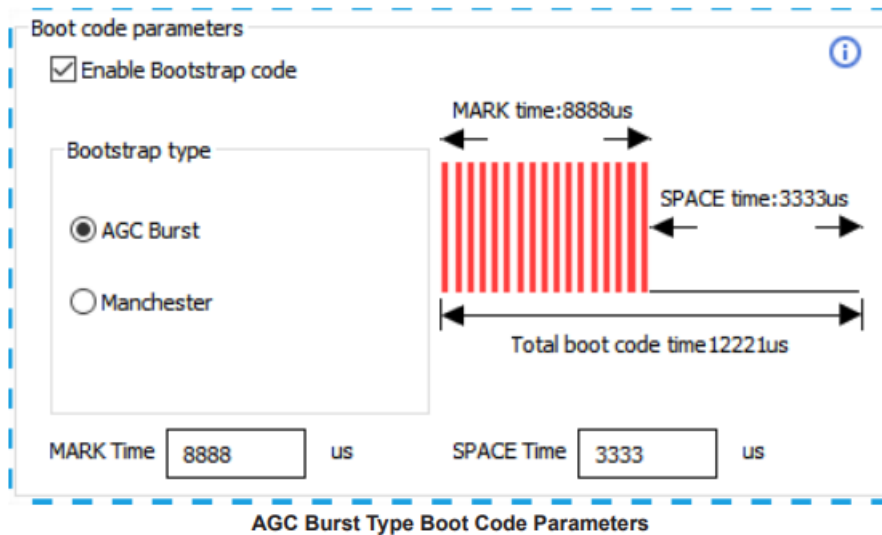 Boot code parameters
Enable Bootstrap code
MARK time:8888us
Bootstrap type
SPACE time:3333us
AGC Burst
Manchester
Total boot code time12221us
MARK Time 8888 us SPACE Time 3333 us
AGC Burst Type Boot Code Parameters